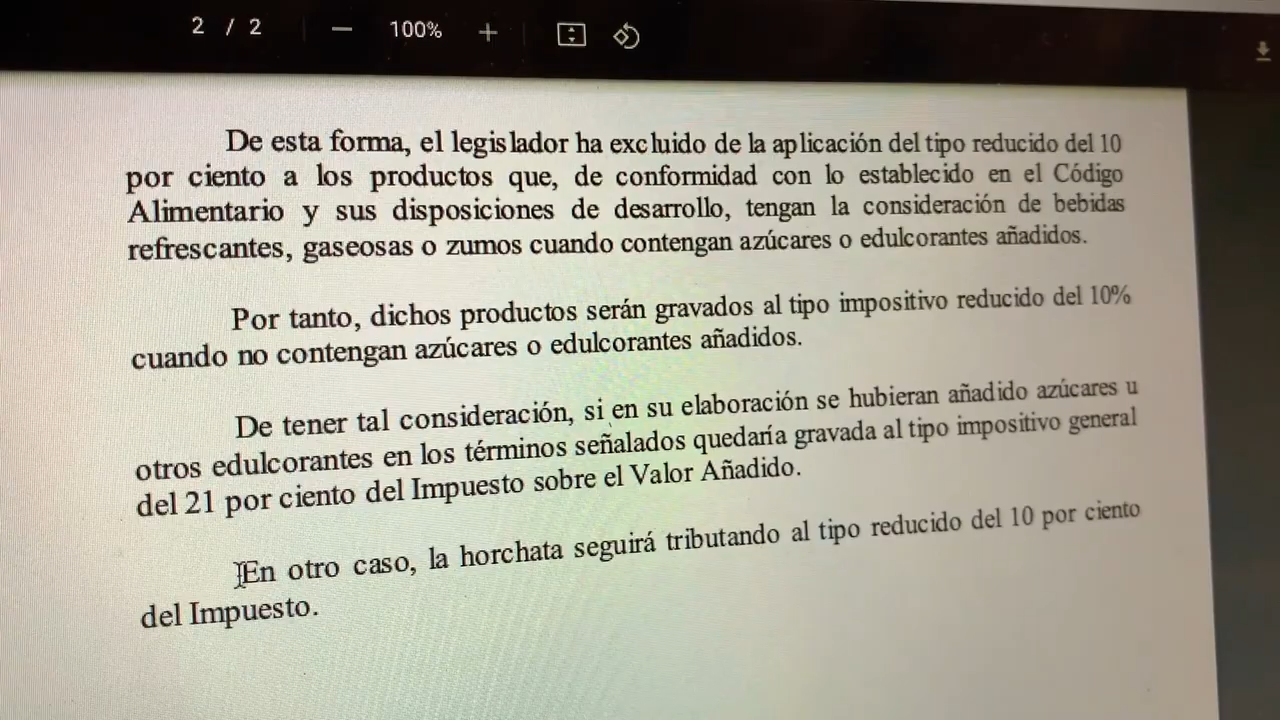 2 / 2 — 100% +
De esta forma, el legislador ha excluido de la aplicación del tipo reducido del 10
por ciento a los productos que, de conformidad con lo establecido en el Código
Alimentario y sus disposiciones de desarrollo, tengan la consideración de bebidas
refrescantes, gaseosas o zumos cuando contengan azúcares o edulcorantes añadidos.
Por tanto, dichos productos serán gravados al tipo impositivo reducido del 10%
cuando no contengan azúcares o edulcorantes añadidos.
De tener tal consideración, si en su elaboración se hubieran añadido azúcares u
otros edulcorantes en los términos señalados quedaría gravada al tipo impositivo general
del 21 por ciento del Impuesto sobre el Valor Añadido.
En otro caso, la horchata seguirá tributando al tipo reducido del 10 por ciento
del Impuesto.